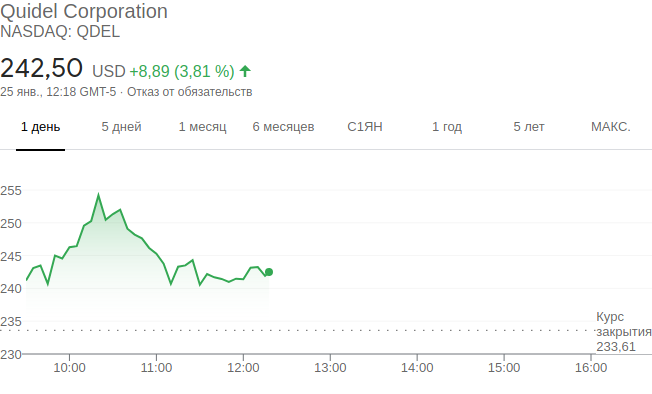 Quidel Corporation
NASDAQ: QDEL
242,50 USD +8,89 (3,81 %)
25 янв., 12:18 GMT-5 · Отказ от обязательств
1 день 5 дней 1 месяц 6 месяцев С1ЯН 1 год 5 лет МАКС.
255
250
245
240
235
230
Курс
закрытия
233,61
10:00 11:00 12:00 13:00 14:00 15:00 16:00